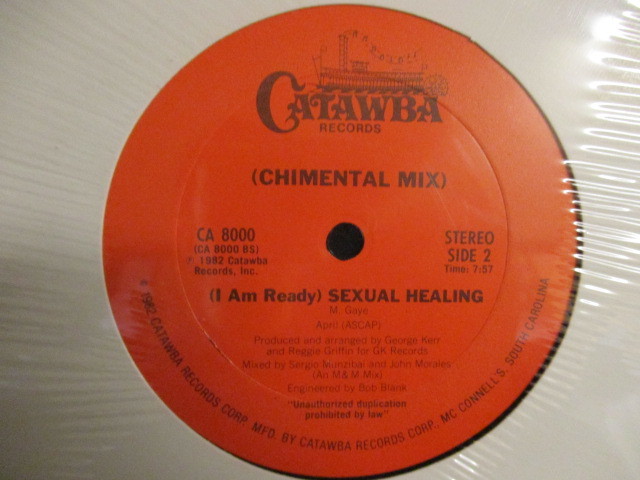 CATAWBA
RECORDS
(CHIMENTAL MIX)
CA 8000
(CA 8000 BS)
℗ 1982 Catawba
Records, Inc.
STEREO
SIDE 2
Time: 7:57
(I Am Ready) SEXUAL HEALING
M. Gaye
April (ASCAP)
Produced and arranged by George Kerr
and Reggie Griffin for GK Records
Mixed by Sergio Munzibai and John Morales
(An M & M Mix)
Engineered by Bob Blank
"Unauthorized duplication
prohibited by law"
© 1982 CATAWBA RECORDS CORP. MFD. BY CATAWBA RECORDS CORP. MC CONNELL'S, SOUTH CAROLINA